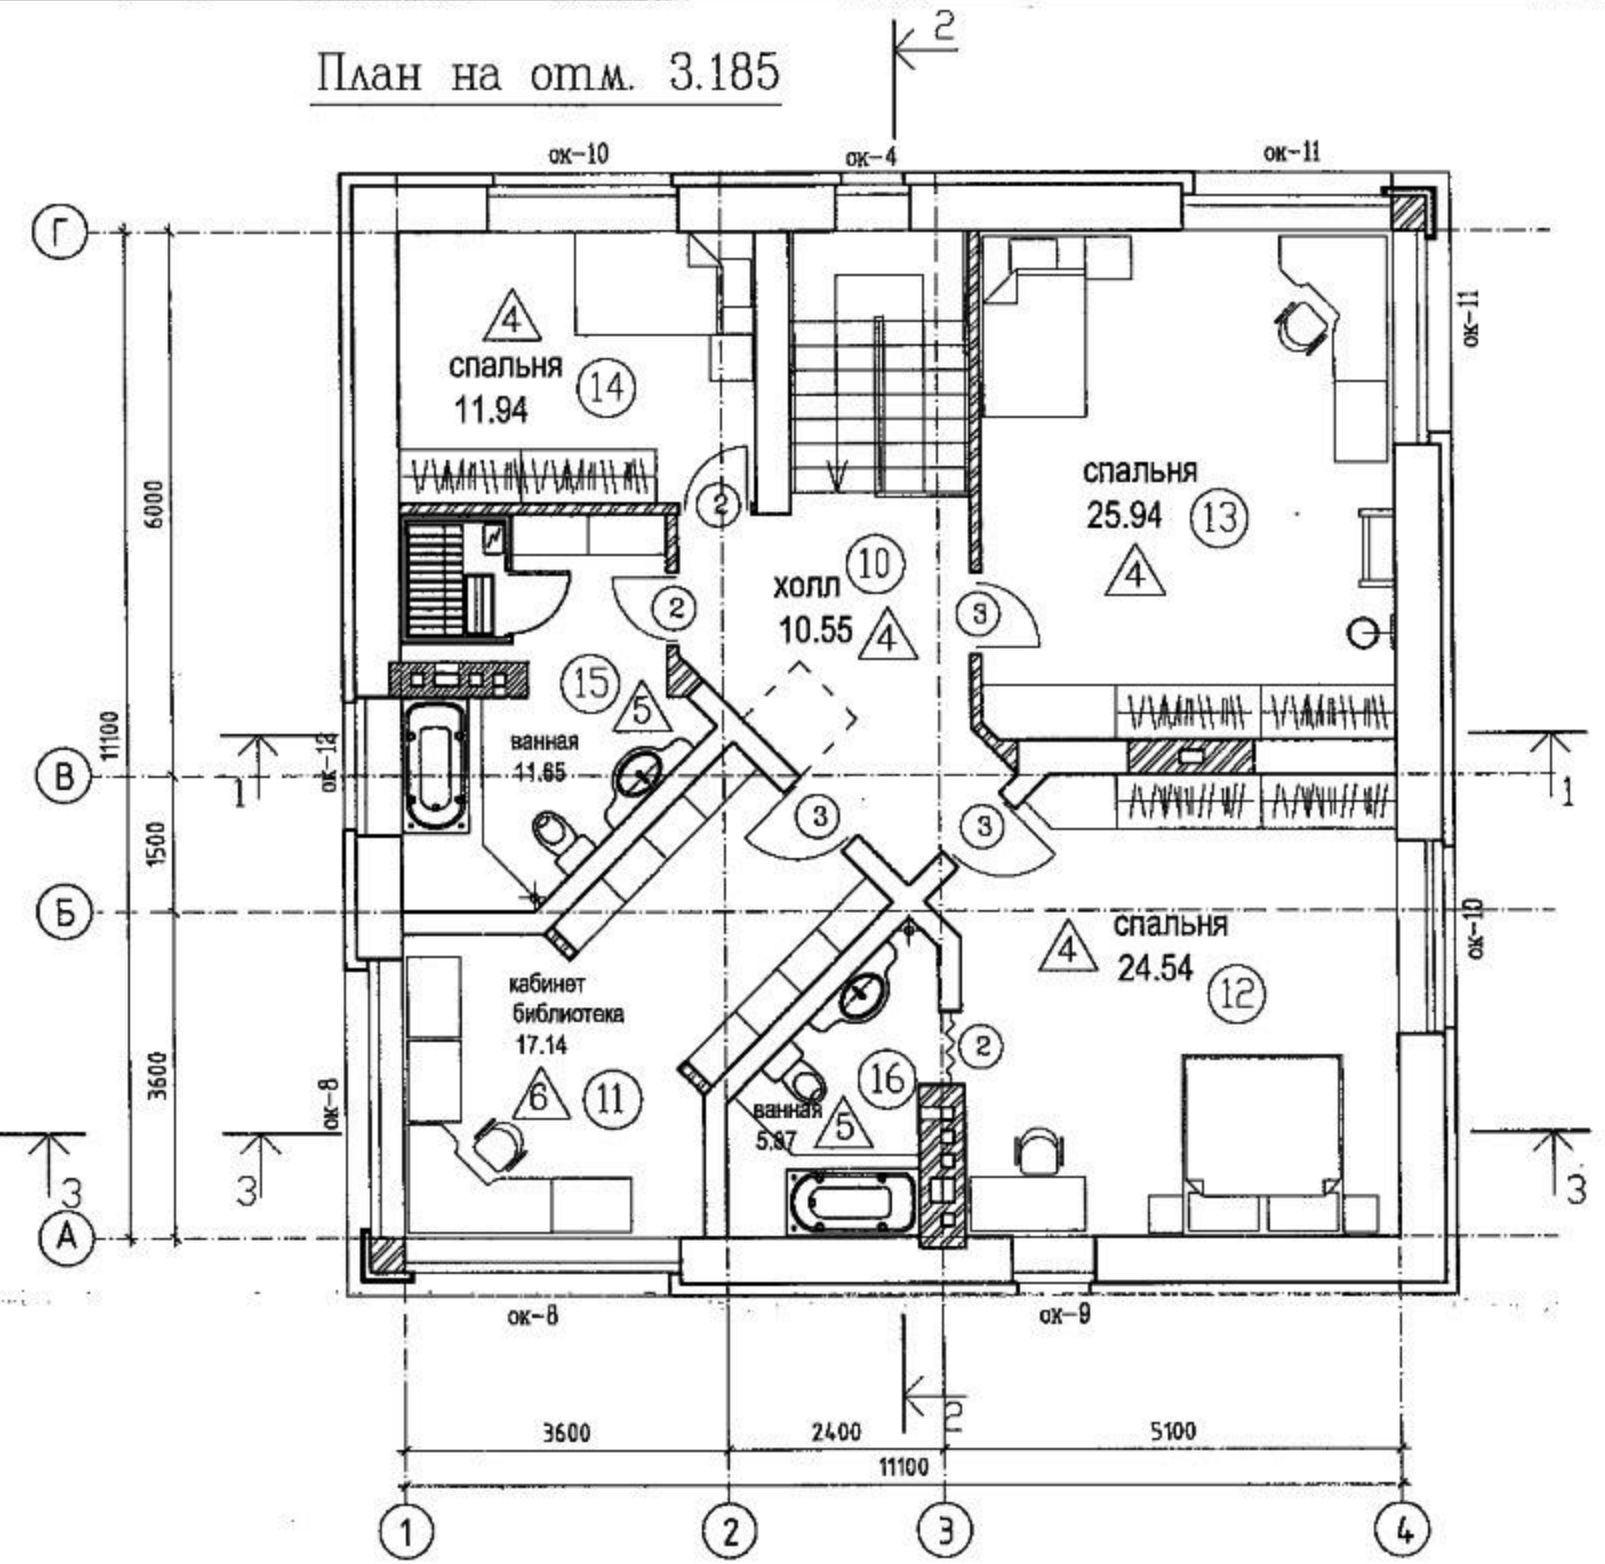 2
План на отм. 3.185
ок-10
ок-4
ок-11
Г
4
спальня
14
11.94
ок-11
6000
2
спальня
25.94
13
4
10
холл
10.55
4
2
3
11100
15
5
ванная
11.65
ок-12
1
В
1
3
3
1500
Б
4
спальня
24.54
12
ок-10
кабинет
библиотека
17.14
6
11
2
16
ванная
5.87
5
3600
ок-8
3
3
3
А
ок-8
ок-9
2
3600
2400
5100
11100
1
2
3
4